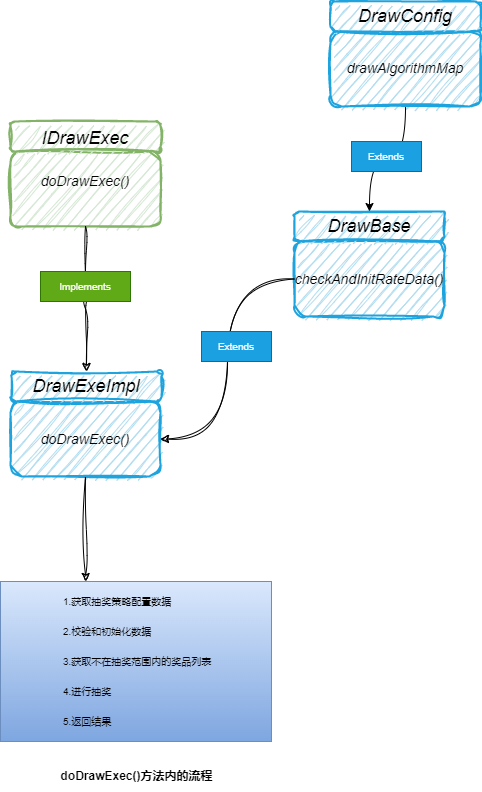 DrawConfig
drawAlgorithmMap
IDrawExec
doDrawExec()
Extends
DrawBase
checkAndInitRateData()
Implements
Extends
DrawExeImpl
doDrawExec()
1.获取抽奖策略配置数据
2.校验和初始化数据
3.获取不在抽奖范围内的奖品列表
4.进行抽奖
5.返回结果
doDrawExec()方法内的流程